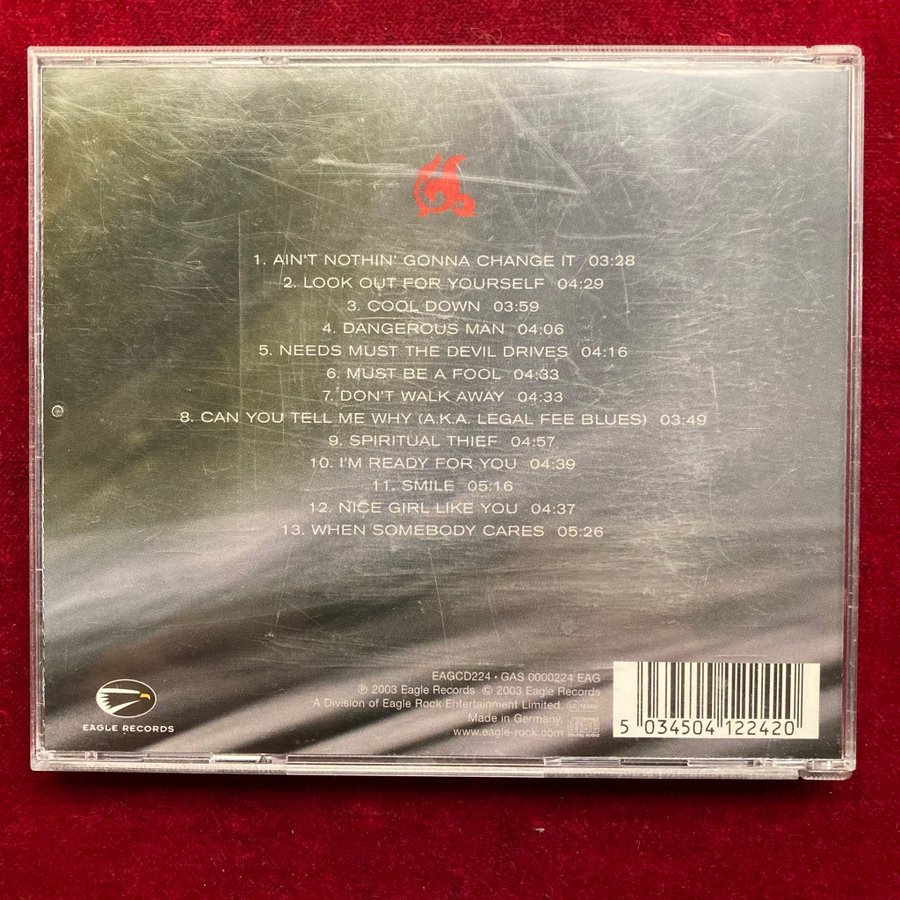 1. AIN'T NOTHIN' GONNA CHANGE IT 03:28
2. LOOK OUT FOR YOURSELF 04:29
3. COOL DOWN 03:59
4. DANGEROUS MAN 04:06
5. NEEDS MUST THE DEVIL DRIVES 04:16
6. MUST BE A FOOL 04:33
7. DON'T WALK AWAY 04:33
8. CAN YOU TELL ME WHY (A.K.A. LEGAL FEE BLUES) 03:49
9. SPIRITUAL THIEF 04:57
10. I'M READY FOR YOU 04:39
11. SMILE 05:16
12. NICE GIRL LIKE YOU 04:37
13. WHEN SOMEBODY CARES 05:26
EAGLE RECORDS
EAGCD224 • GAS 0000224 EAG
℗ 2003 Eagle Records © 2003 Eagle Records
A Division of Eagle Rock Entertainment Limited.
Made in Germany.
www.eagle-rock.com
5 034504 122420